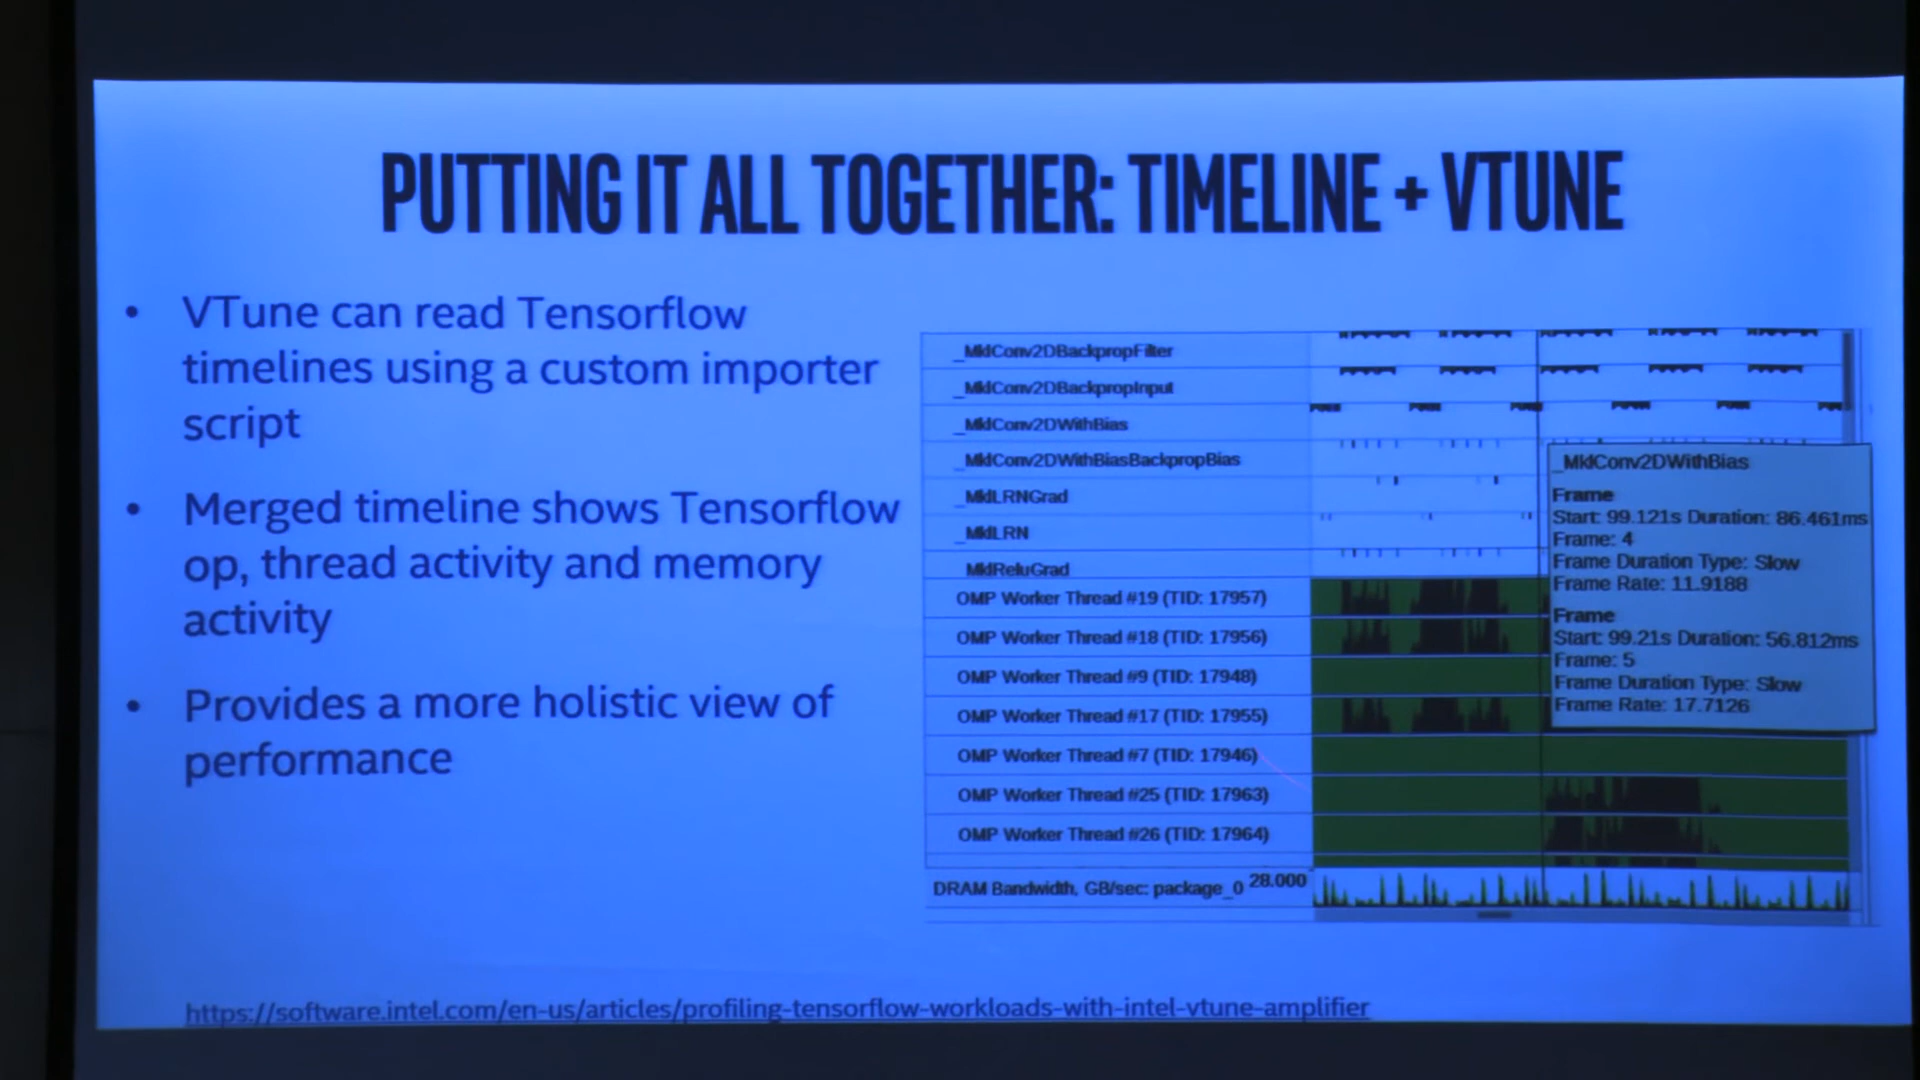 PUTTING IT ALL TOGETHER: TIMELINE + VTUNE
• VTune can read Tensorflow
timelines using a custom importer
script
• Merged timeline shows Tensorflow
op, thread activity and memory
activity
• Provides a more holistic view of
performance
_MklConv2DBackpropFilter
_MklConv2DBackpropInput
_MklConv2DWithBias
_MklConv2DWithBiasBackpropBias
_MklLRNGrad
_MklLRN
_MklReluGrad
OMP Worker Thread #19 (TID: 17957)
OMP Worker Thread #18 (TID: 17956)
OMP Worker Thread #9 (TID: 17948)
OMP Worker Thread #17 (TID: 17955)
OMP Worker Thread #7 (TID: 17946)
OMP Worker Thread #25 (TID: 17963)
OMP Worker Thread #26 (TID: 17964)
DRAM Bandwidth, GB/sec: package_0 28.000
_MklConv2DWithBias
Frame
Start: 99.121s Duration: 86.461ms
Frame: 4
Frame Duration Type: Slow
Frame Rate: 11.9188
Frame
Start: 99.21s Duration: 56.812ms
Frame: 5
Frame Duration Type: Slow
Frame Rate: 17.7126
https://software.intel.com/en-us/articles/profiling-tensorflow-workloads-with-intel-vtune-amplifier